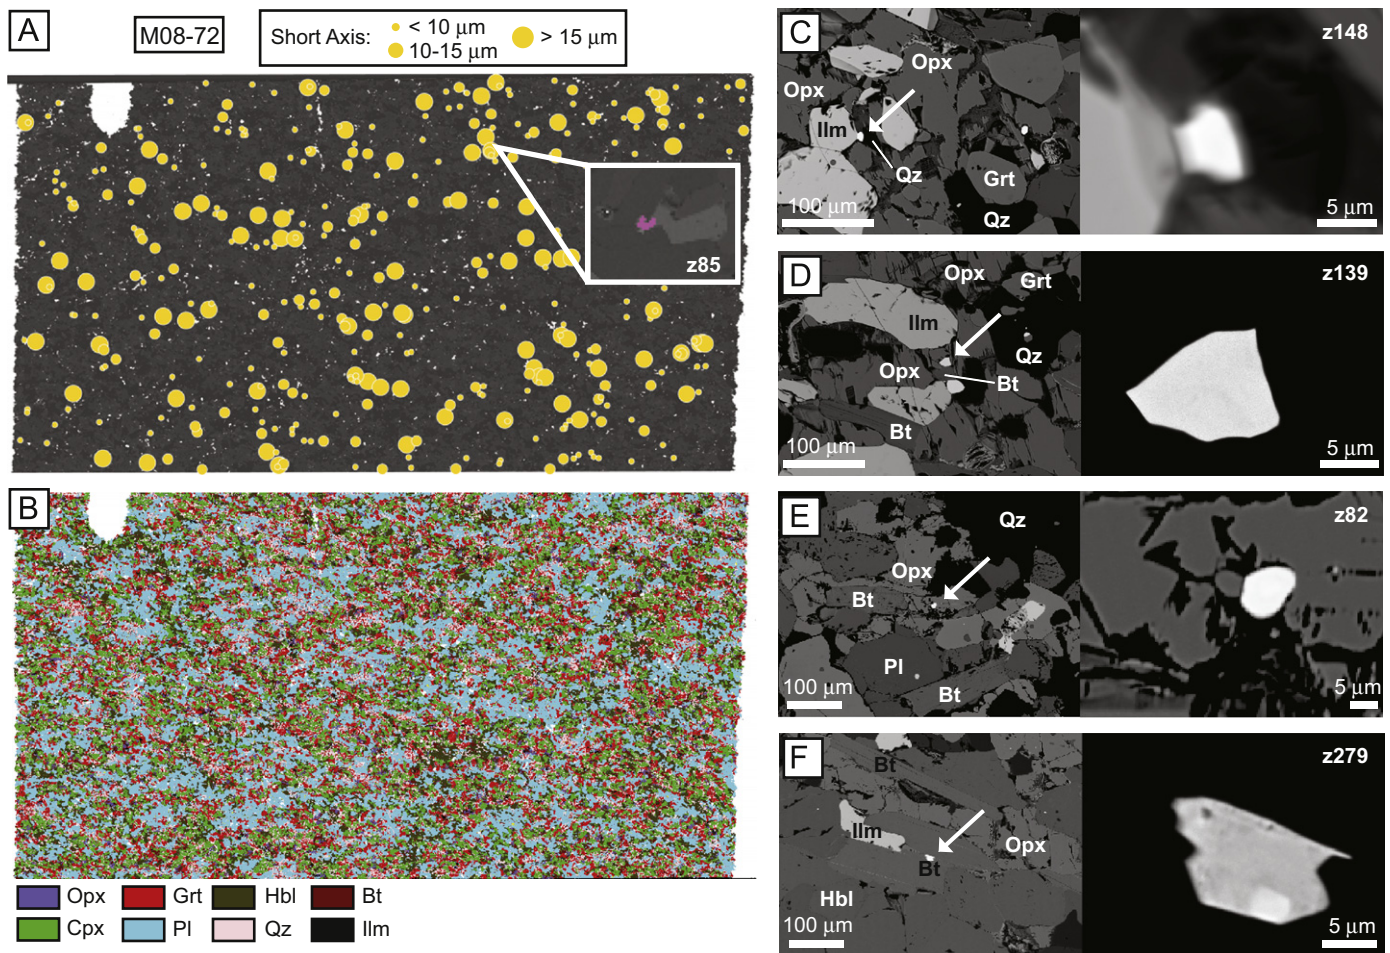 A
M08-72
Short Axis:
< 10 µm
10-15 µm
> 15 µm
z85
B
Opx
Grt
Hbl
Bt
Cpx
Pl
Qz
Ilm
C
z148
Opx
Opx
Ilm
Qz
Grt
Qz
100 µm
5 µm
D
z139
Opx
Grt
Ilm
Qz
Opx
Bt
Bt
100 µm
5 µm
E
z82
Qz
Opx
Bt
Pl
Bt
100 µm
5 µm
F
z279
Bt
Ilm
Opx
Bt
Hbl
100 µm
5 µm